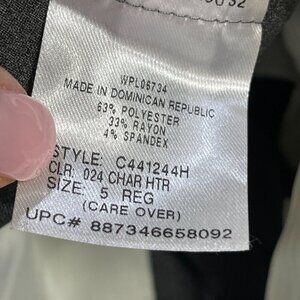 WPL06734
MADE IN DOMINICAN REPUBLIC
63% POLYESTER
33% RAYON
4% SPANDEX
STYLE: C441244H
CLR: 024 CHAR HTR
SIZE: 5 REG
(CARE OVER)
UPC# 887346658092